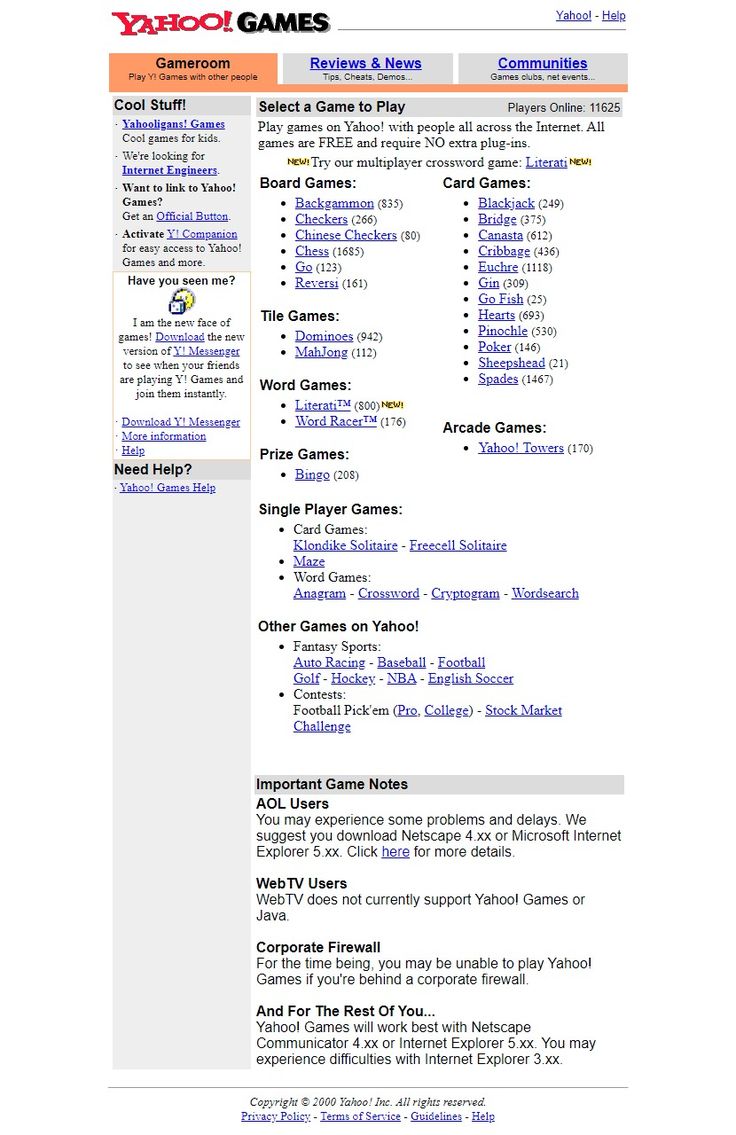 YAHOO! GAMES
Yahoo! - Help
Gameroom
Play Y! Games with other people
Reviews & News
Tips, Cheats, Demos...
Communities
Games clubs, net events...
Cool Stuff!
· Yahooligans! Games
Cool games for kids.
· We're looking for
Internet Engineers.
· Want to link to Yahoo!
Games?
Get an Official Button.
· Activate Y! Companion
for easy access to Yahoo!
Games and more.
Have you seen me?
I am the new face of
games! Download the new
version of Y! Messenger
to see when your friends
are playing Y! Games and
join them instantly.
· Download Y! Messenger
· More information
· Help
Need Help?
· Yahoo! Games Help
Select a Game to Play
Players Online: 11625
Play games on Yahoo! with people all across the Internet. All
games are FREE and require NO extra plug-ins.
NEW! Try our multiplayer crossword game: Literati NEW!
Board Games:
• Backgammon (835)
• Checkers (266)
• Chinese Checkers (80)
• Chess (1685)
• Go (123)
• Reversi (161)
Tile Games:
• Dominoes (942)
• MahJong (112)
Word Games:
• Literati™ (800) NEW!
• Word Racer™ (176)
Prize Games:
• Bingo (208)
Card Games:
• Blackjack (249)
• Bridge (375)
• Canasta (612)
• Cribbage (436)
• Euchre (1118)
• Gin (309)
• Go Fish (25)
• Hearts (693)
• Pinochle (530)
• Poker (146)
• Sheepshead (21)
• Spades (1467)
Arcade Games:
• Yahoo! Towers (170)
Single Player Games:
• Card Games:
Klondike Solitaire - Freecell Solitaire
• Maze
• Word Games:
Anagram - Crossword - Cryptogram - Wordsearch
Other Games on Yahoo!
• Fantasy Sports:
Auto Racing - Baseball - Football
Golf - Hockey - NBA - English Soccer
• Contests:
Football Pick'em (Pro, College) - Stock Market
Challenge
Important Game Notes
AOL Users
You may experience some problems and delays. We
suggest you download Netscape 4.xx or Microsoft Internet
Explorer 5.xx. Click here for more details.
WebTV Users
WebTV does not currently support Yahoo! Games or
Java.
Corporate Firewall
For the time being, you may be unable to play Yahoo!
Games if you're behind a corporate firewall.
And For The Rest Of You...
Yahoo! Games will work best with Netscape
Communicator 4.xx or Internet Explorer 5.xx. You may
experience difficulties with Internet Explorer 3.xx.
Copyright © 2000 Yahoo! Inc. All rights reserved.
Privacy Policy - Terms of Service - Guidelines - Help